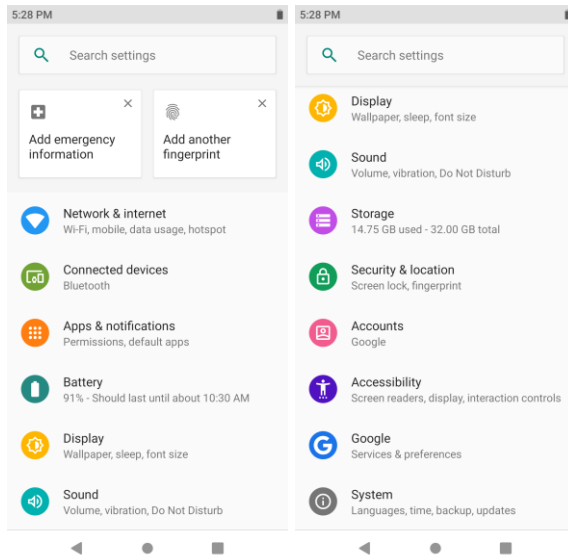 5:28 PM
Search settings
Add emergency
information
Add another
fingerprint
Network & internet
Wi-Fi, mobile, data usage, hotspot
Connected devices
Bluetooth
Apps & notifications
Permissions, default apps
Battery
91% - Should last until about 10:30 AM
Display
Wallpaper, sleep, font size
Sound
Volume, vibration, Do Not Disturb
5:28 PM
Search settings
Display
Wallpaper, sleep, font size
Sound
Volume, vibration, Do Not Disturb
Storage
14.75 GB used - 32.00 GB total
Security & location
Screen lock, fingerprint
Accounts
Google
Accessibility
Screen readers, display, interaction controls
Google
Services & preferences
System
Languages, time, backup, updates